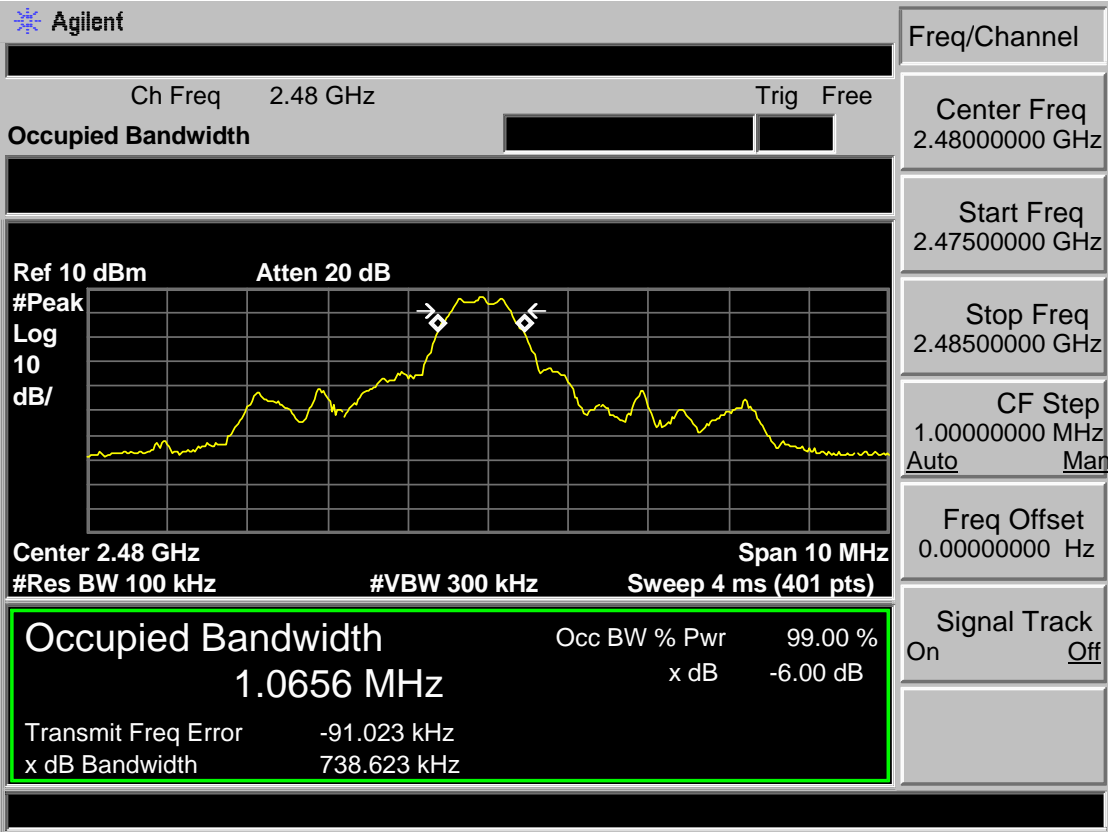 Agilent
Freq/Channel
Ch Freq 2.48 GHz Trig Free
Occupied Bandwidth
Center Freq
2.48000000 GHz
Start Freq
2.47500000 GHz
Stop Freq
2.48500000 GHz
CF Step
1.00000000 MHz
Auto Man
Freq Offset
0.00000000 Hz
Signal Track
On Off
Ref 10 dBm Atten 20 dB
#Peak
Log
10
dB/
Center 2.48 GHz Span 10 MHz
#Res BW 100 kHz #VBW 300 kHz Sweep 4 ms (401 pts)
Occupied Bandwidth Occ BW % Pwr 99.00 %
1.0656 MHz x dB -6.00 dB
Transmit Freq Error -91.023 kHz
x dB Bandwidth 738.623 kHz